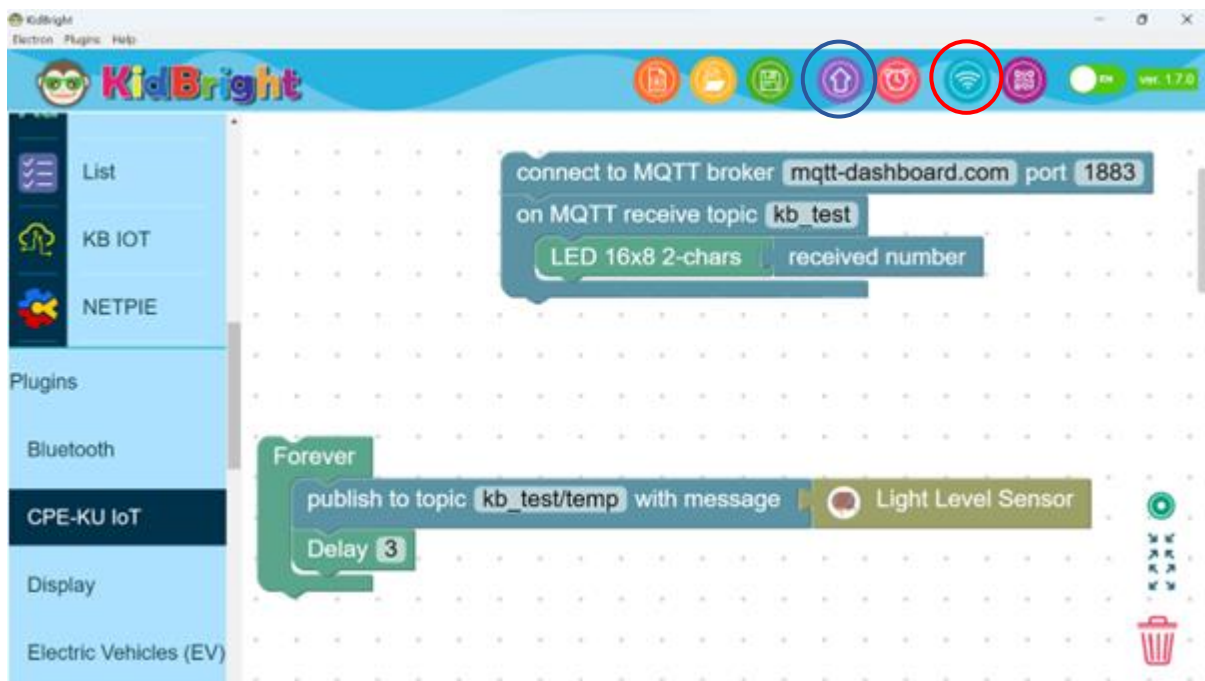 KidBright
Electron Plugins Help
KidBright
EN
ver. 1.7.0
List
KB IOT
NETPIE
Plugins
Bluetooth
CPE-KU IoT
Display
Electric Vehicles (EV)
connect to MQTT broker mqtt-dashboard.com port 1883
on MQTT receive topic kb_test
LED 16x8 2-chars received number
Forever
publish to topic kb_test/temp with message Light Level Sensor
Delay 3